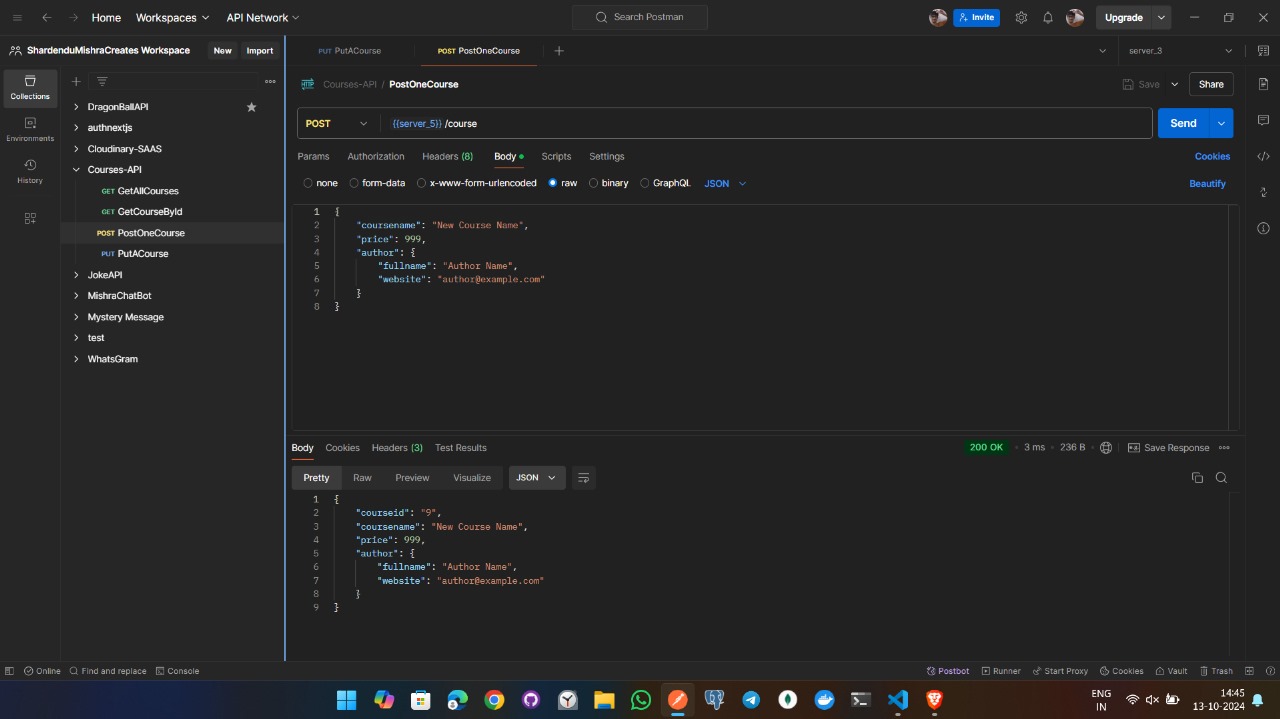 Home Workspaces API Network Search Postman Invite Upgrade
ShardenduMishraCreates Workspace New Import PUT PutACourse POST PostOneCourse server_3
Collections
Environments
History
DragonBallAPI
authnextjs
Cloudinary-SAAS
Courses-API
GET GetAllCourses
GET GetCourseById
POST PostOneCourse
PUT PutACourse
JokeAPI
MishraChatBot
Mystery Message
test
WhatsGram
HTTP Courses-API / PostOneCourse Save Share
POST {{server_5}} /course Send
Params Authorization Headers (8) Body Scripts Settings Cookies
none form-data x-www-form-urlencoded raw binary GraphQL JSON Beautify
1 {
2 "coursename": "New Course Name",
3 "price": 999,
4 "author": {
5 "fullname": "Author Name",
6 "website": "author@example.com"
7 }
8 }
Body Cookies Headers (3) Test Results 200 OK 3 ms 236 B Save Response
Pretty Raw Preview Visualize JSON
1 {
2 "courseid": "9",
3 "coursename": "New Course Name",
4 "price": 999,
5 "author": {
6 "fullname": "Author Name",
7 "website": "author@example.com"
8 }
9 }
Online Find and replace Console Postbot Runner Start Proxy Cookies Vault Trash
ENG 14:45
IN 13-10-2024